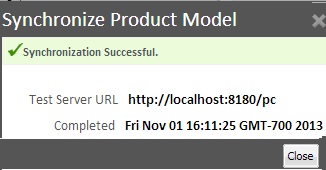 Synchronize Product Model
Synchronization Successful.
Test Server URL http://localhost:8180/pc
Completed Fri Nov 01 16:11:25 GMT-700 2013
Close